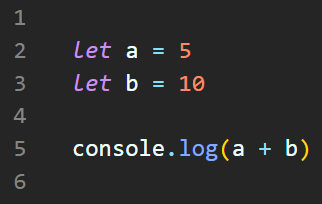 1
2 let a = 5
3 let b = 10
4
5 console.log(a + b)
6